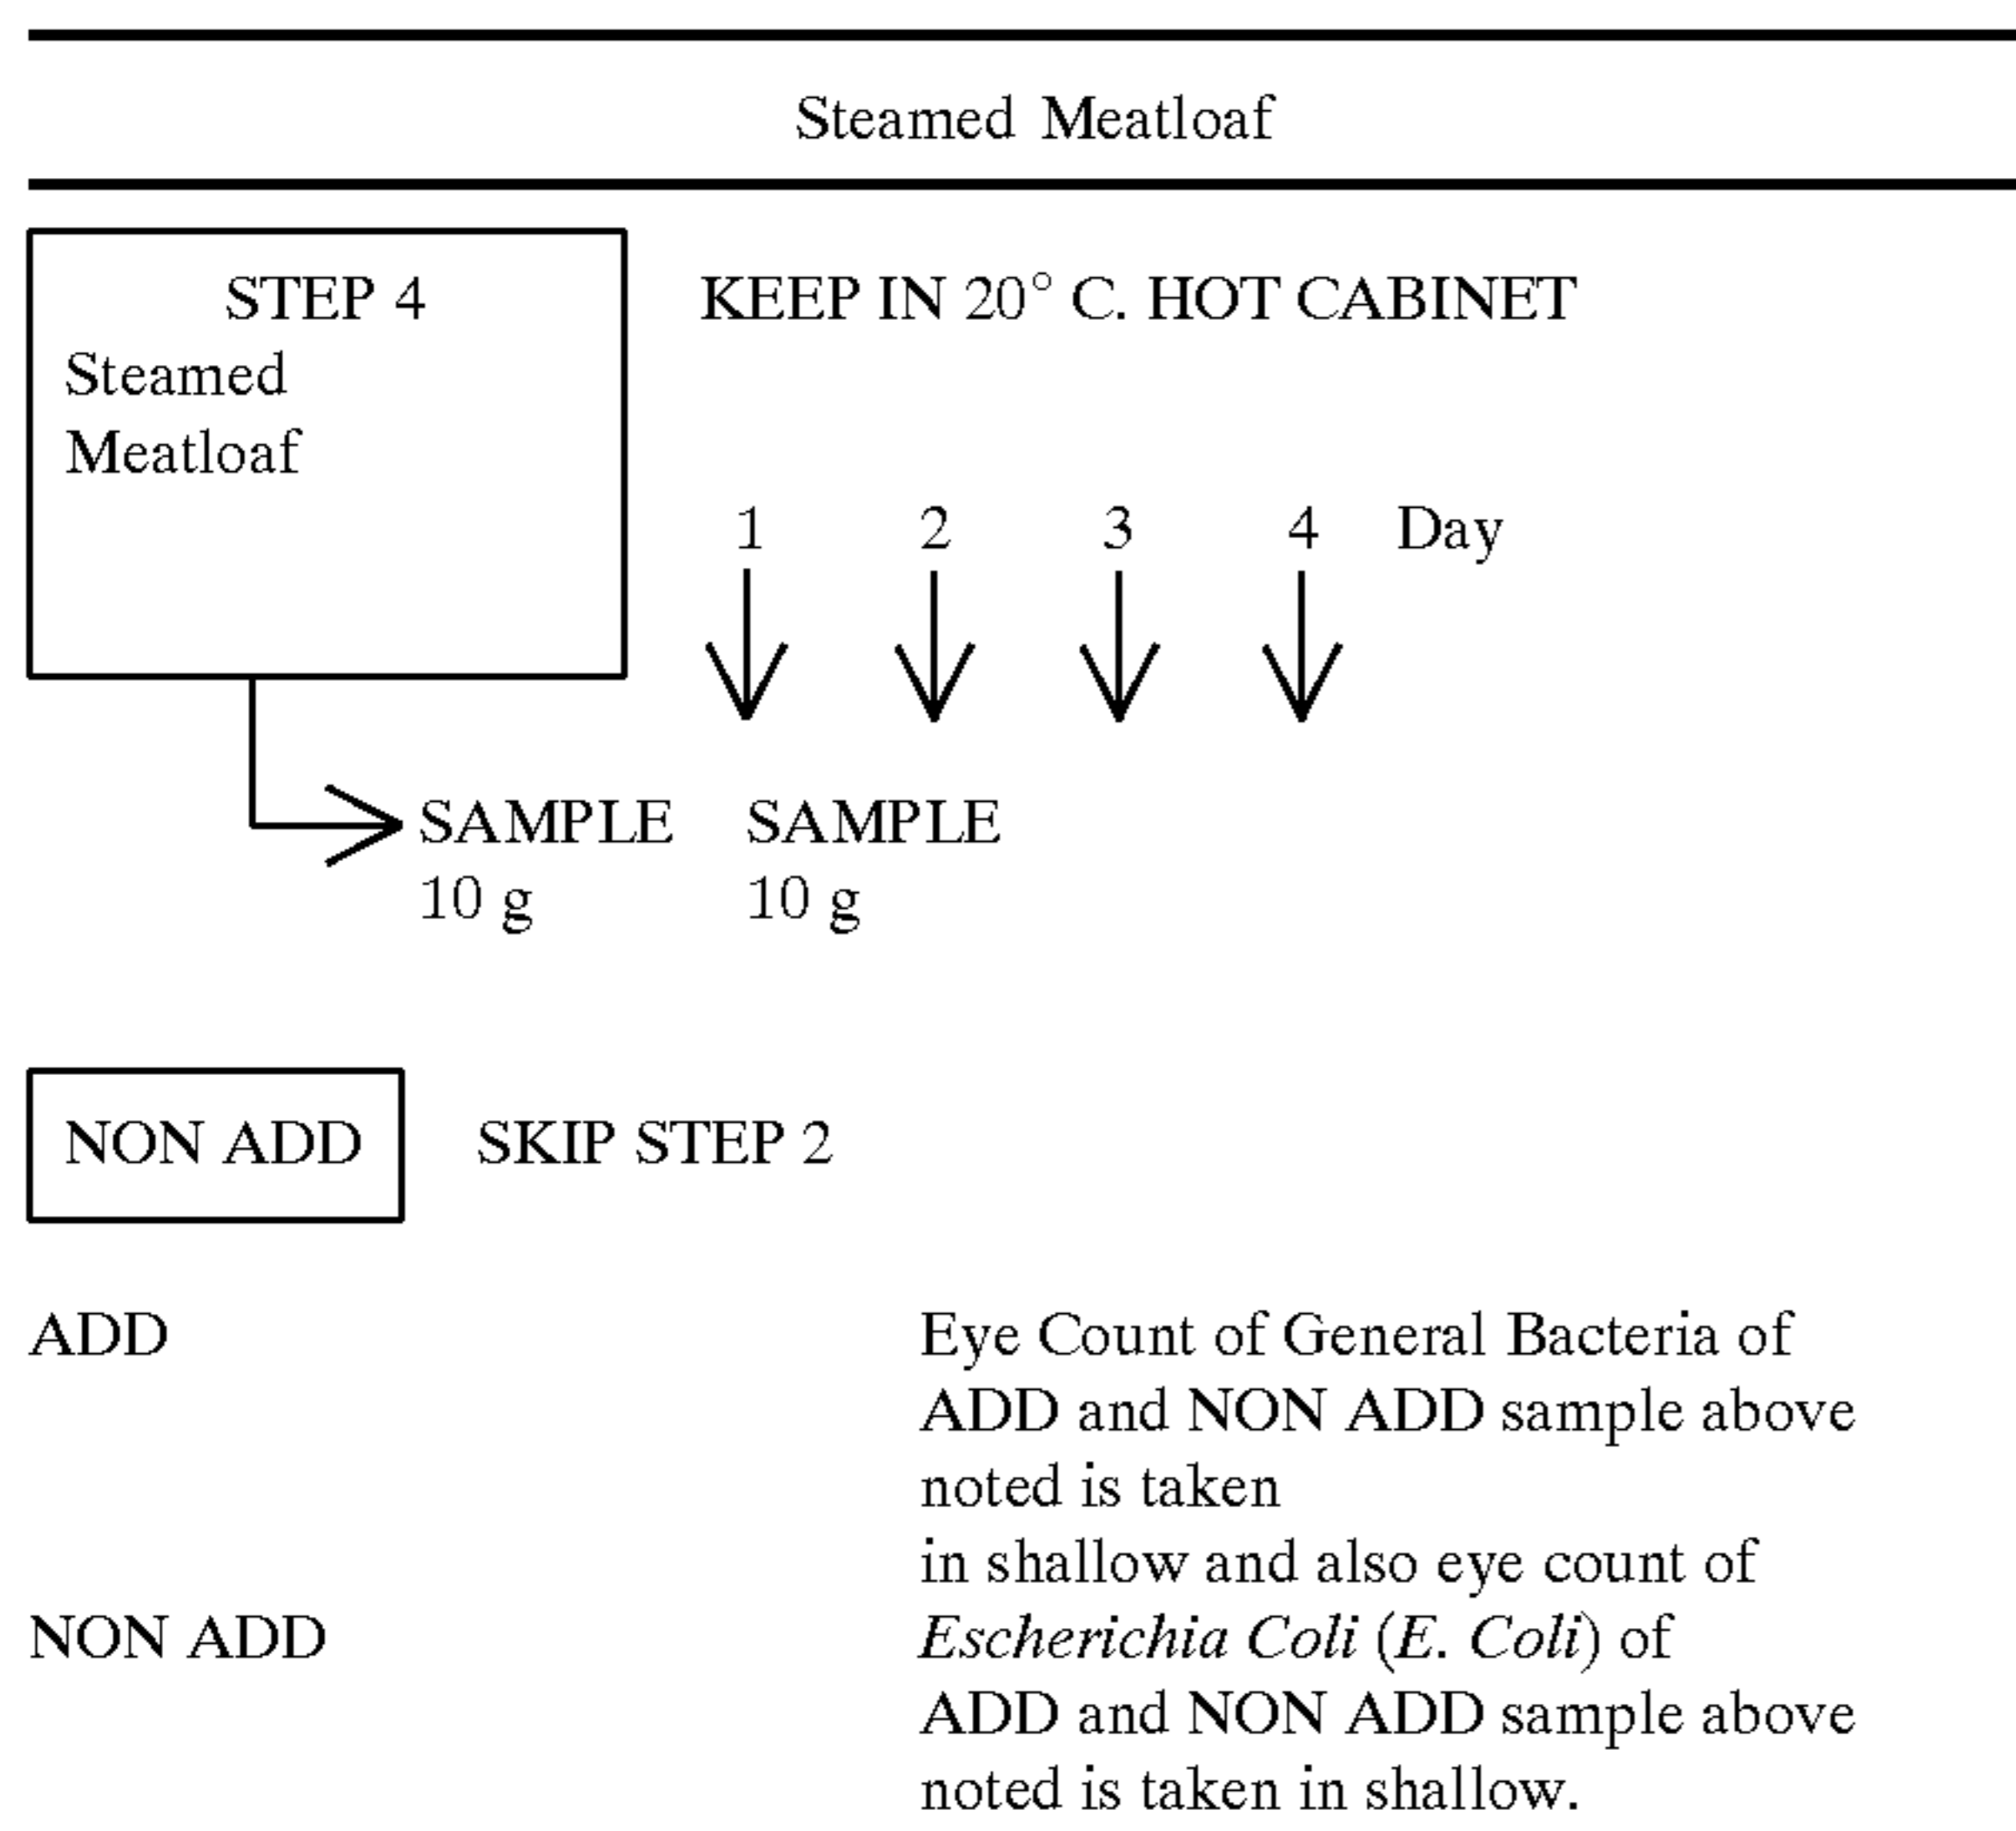 Steamed Meatloaf
STEP 4
KEEP IN 20° C. HOT CABINET
Steamed
Meatloaf
1 2 3 4 Day
SAMPLE SAMPLE
10 g 10 g
NON ADD SKIP STEP 2
ADD
Eye Count of General Bacteria of
ADD and NON ADD sample above
noted is taken
in shallow and also eye count of
NON ADD
Escherichia Coli (E. Coli) of
ADD and NON ADD sample above
noted is taken in shallow.